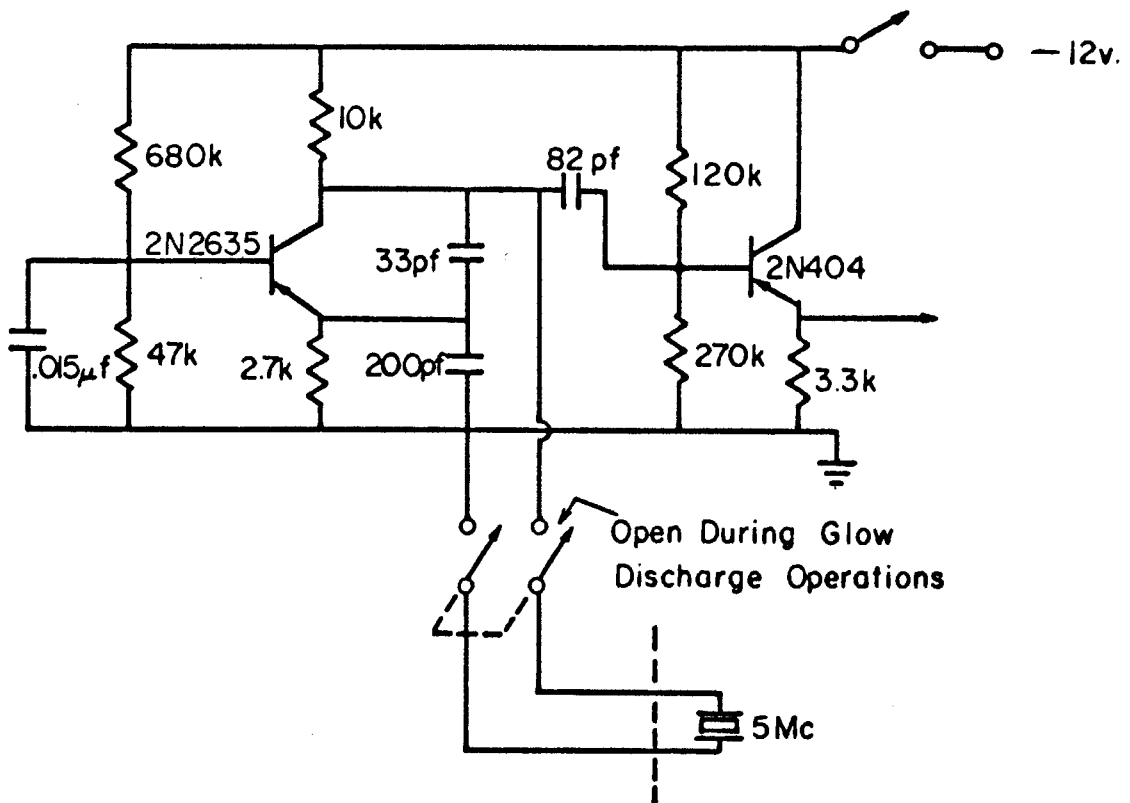 — 12v.
10k
680k
82 pf
120k
2N2635
33pf
2N404
.015μf
47k
2.7k
200pf
270k
3.3k
Open During Glow
Discharge Operations
5Mc